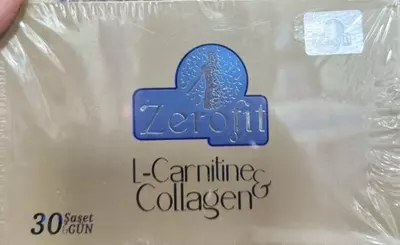 Zerofit
L-Carnitine &
Collagen
30 Saşet
GÜN